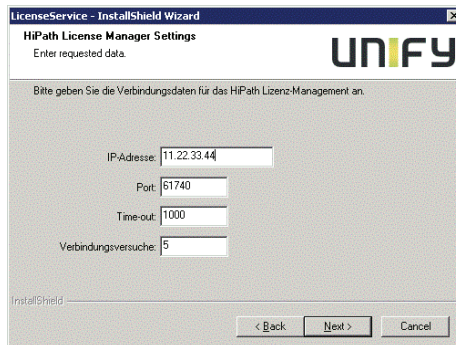 LicenseService - InstallShield Wizard
HiPath License Manager Settings
Enter requested data.
UNIFY
Bitte geben Sie die Verbindungsdaten für das HiPath Lizenz-Management an.
IP-Adresse: 11.22.33.44
Port: 61740
Time-out: 1000
Verbindungsversuche: 5
InstallShield
< Back Next > Cancel